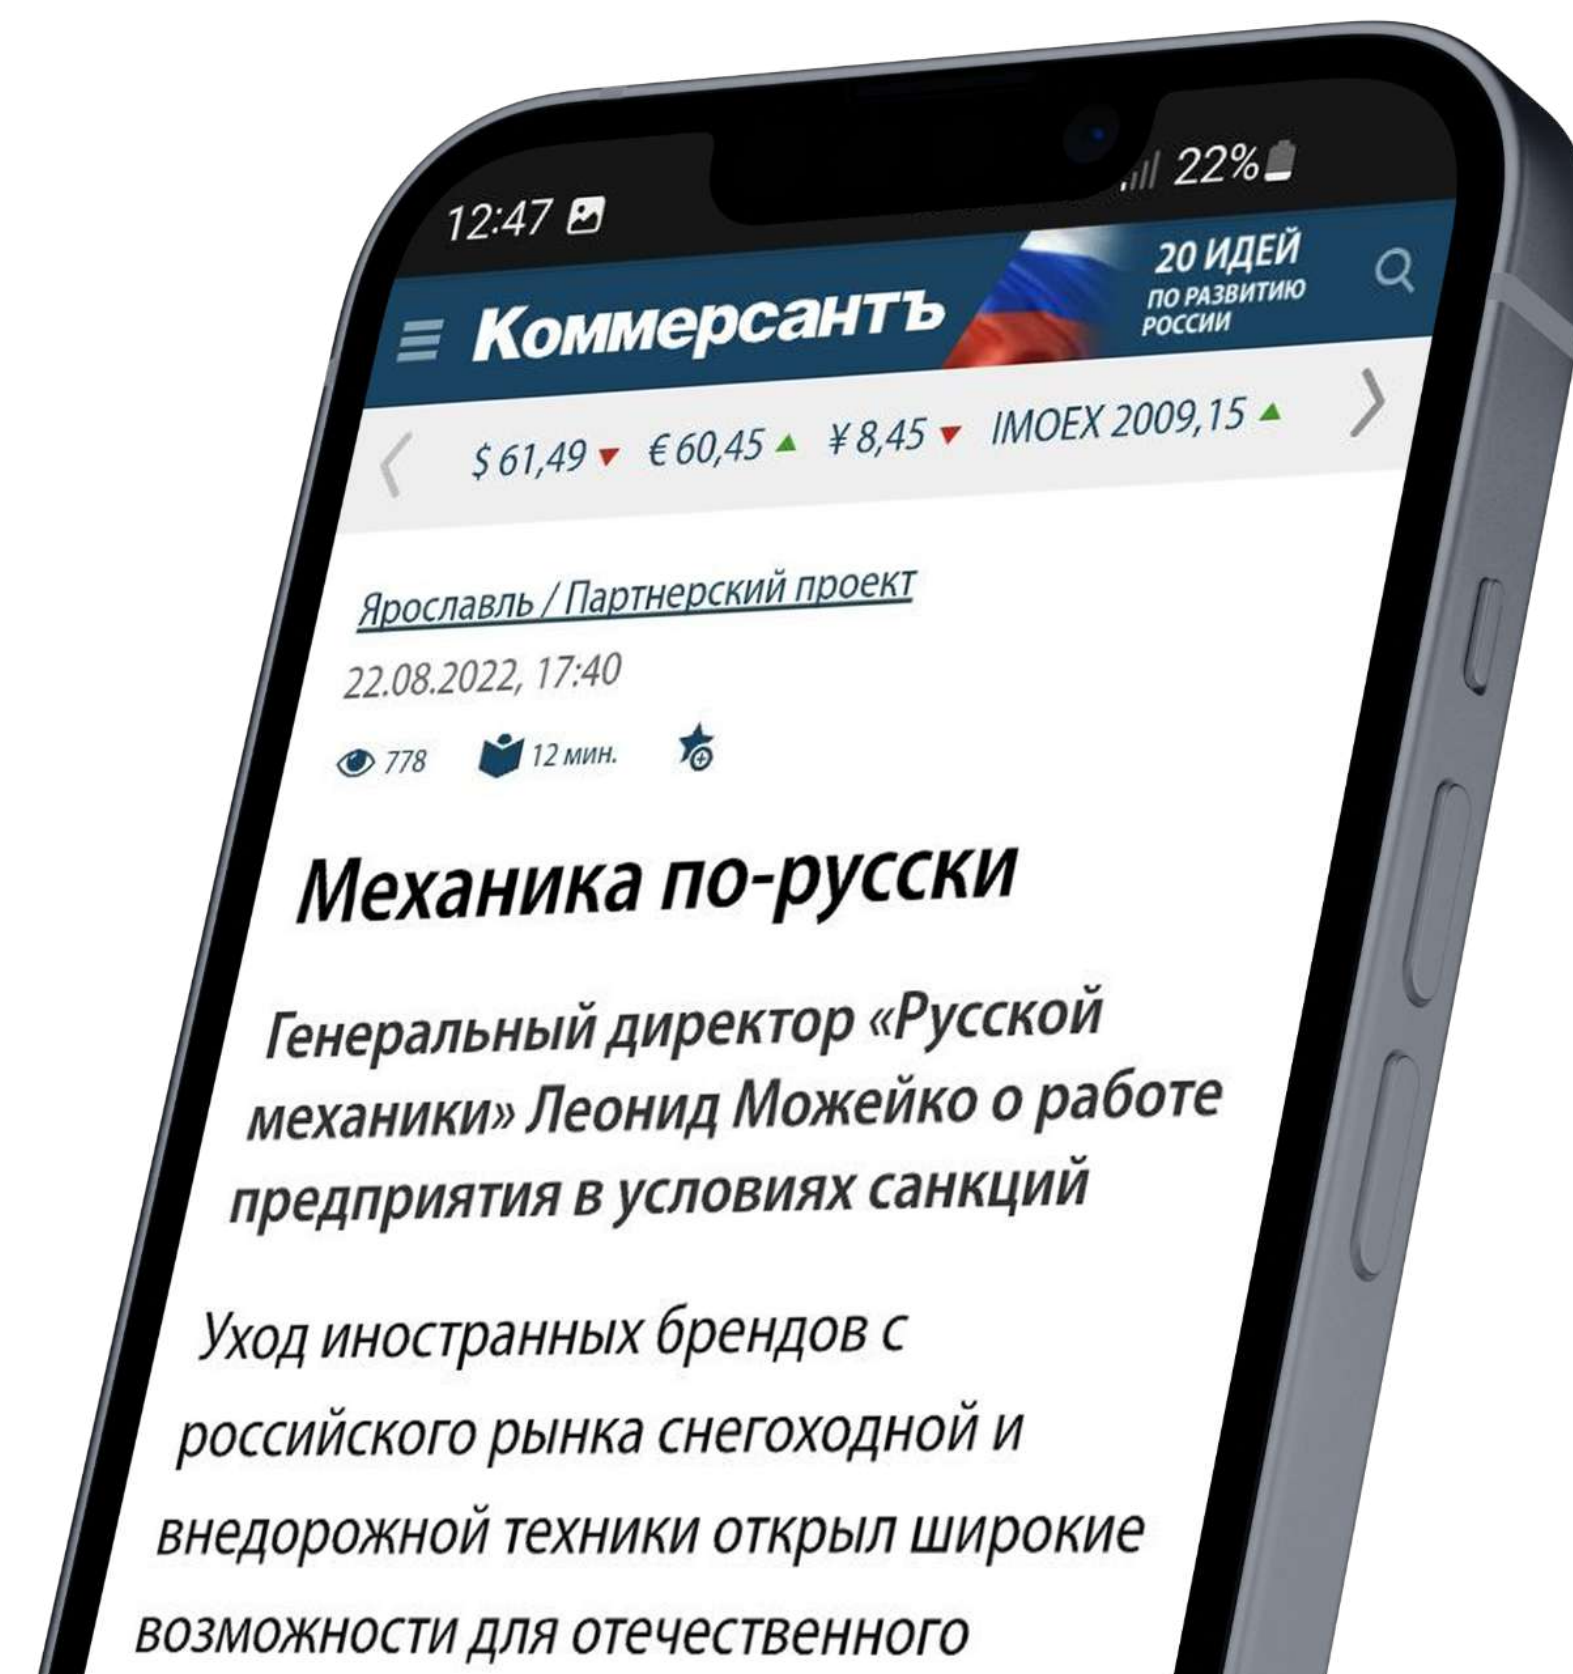 12:47 22%
Коммерсантъ
20 ИДЕЙ
ПО РАЗВИТИЮ
РОССИИ
$ 61,49 ▼ € 60,45 ▲ ¥ 8,45 ▼ IMOEX 2009,15 ▲
Ярославль / Партнерский проект
22.08.2022, 17:40
778 12 мин.
Механика по-русски
Генеральный директор «Русской
механики» Леонид Можейко о работе
предприятия в условиях санкций
Уход иностранных брендов с
российского рынка снегоходной и
внедорожной техники открыл широкие
возможности для отечественного